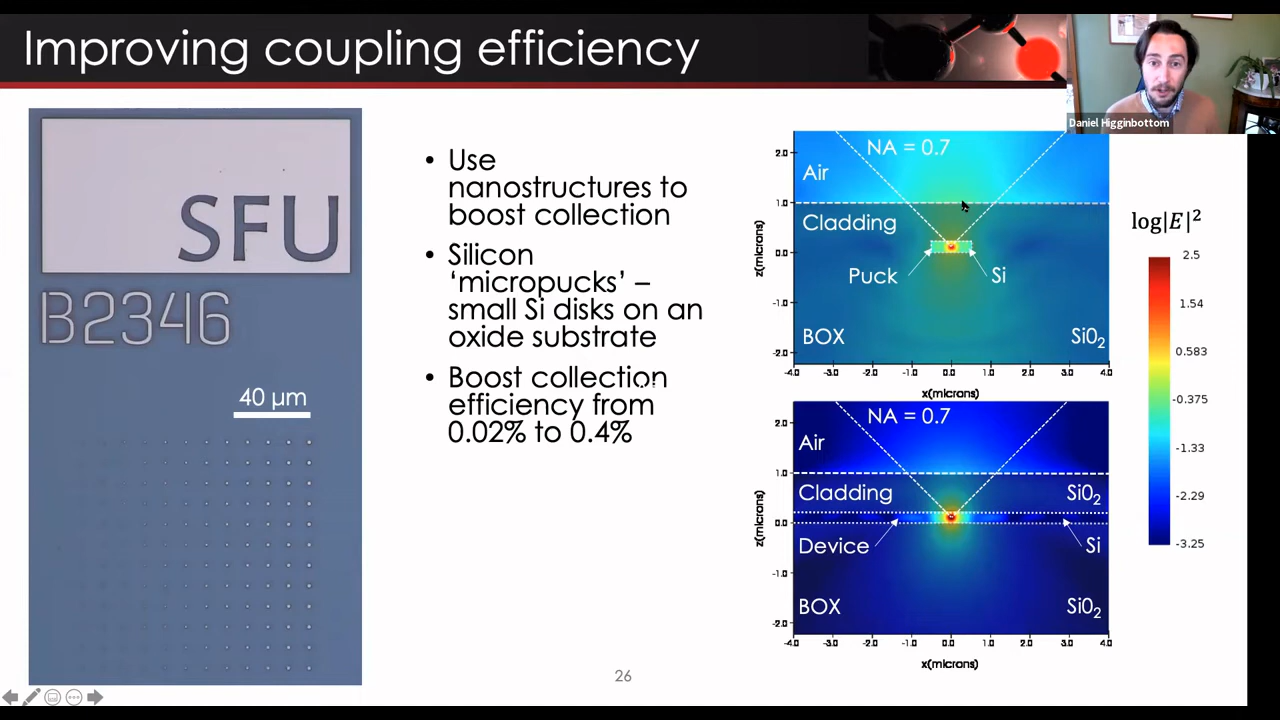 Improving coupling efficiency
Daniel Higginbottom
SFU
B2346
40 µm
• Use
nanostructures to
boost collection
• Silicon
‘micropucks’ –
small Si disks on an
oxide substrate
• Boost collection
efficiency from
0.02% to 0.4%
NA = 0.7
Air
Cladding
Puck
Si
BOX
SiO2
z(microns)
2.0
1.0
0.0
-1.0
-2.0
-4.0 -3.0 -2.0 -1.0 0.0 1.0 2.0 3.0 4.0
x(microns)
NA = 0.7
Air
Cladding
SiO2
Device
Si
BOX
SiO2
z(microns)
2.0
1.0
0.0
-1.0
-2.0
-4.0 -3.0 -2.0 -1.0 0.0 1.0 2.0 3.0 4.0
x(microns)
log|E|²
2.5
1.54
0.583
-0.375
-1.33
-2.29
-3.25
26